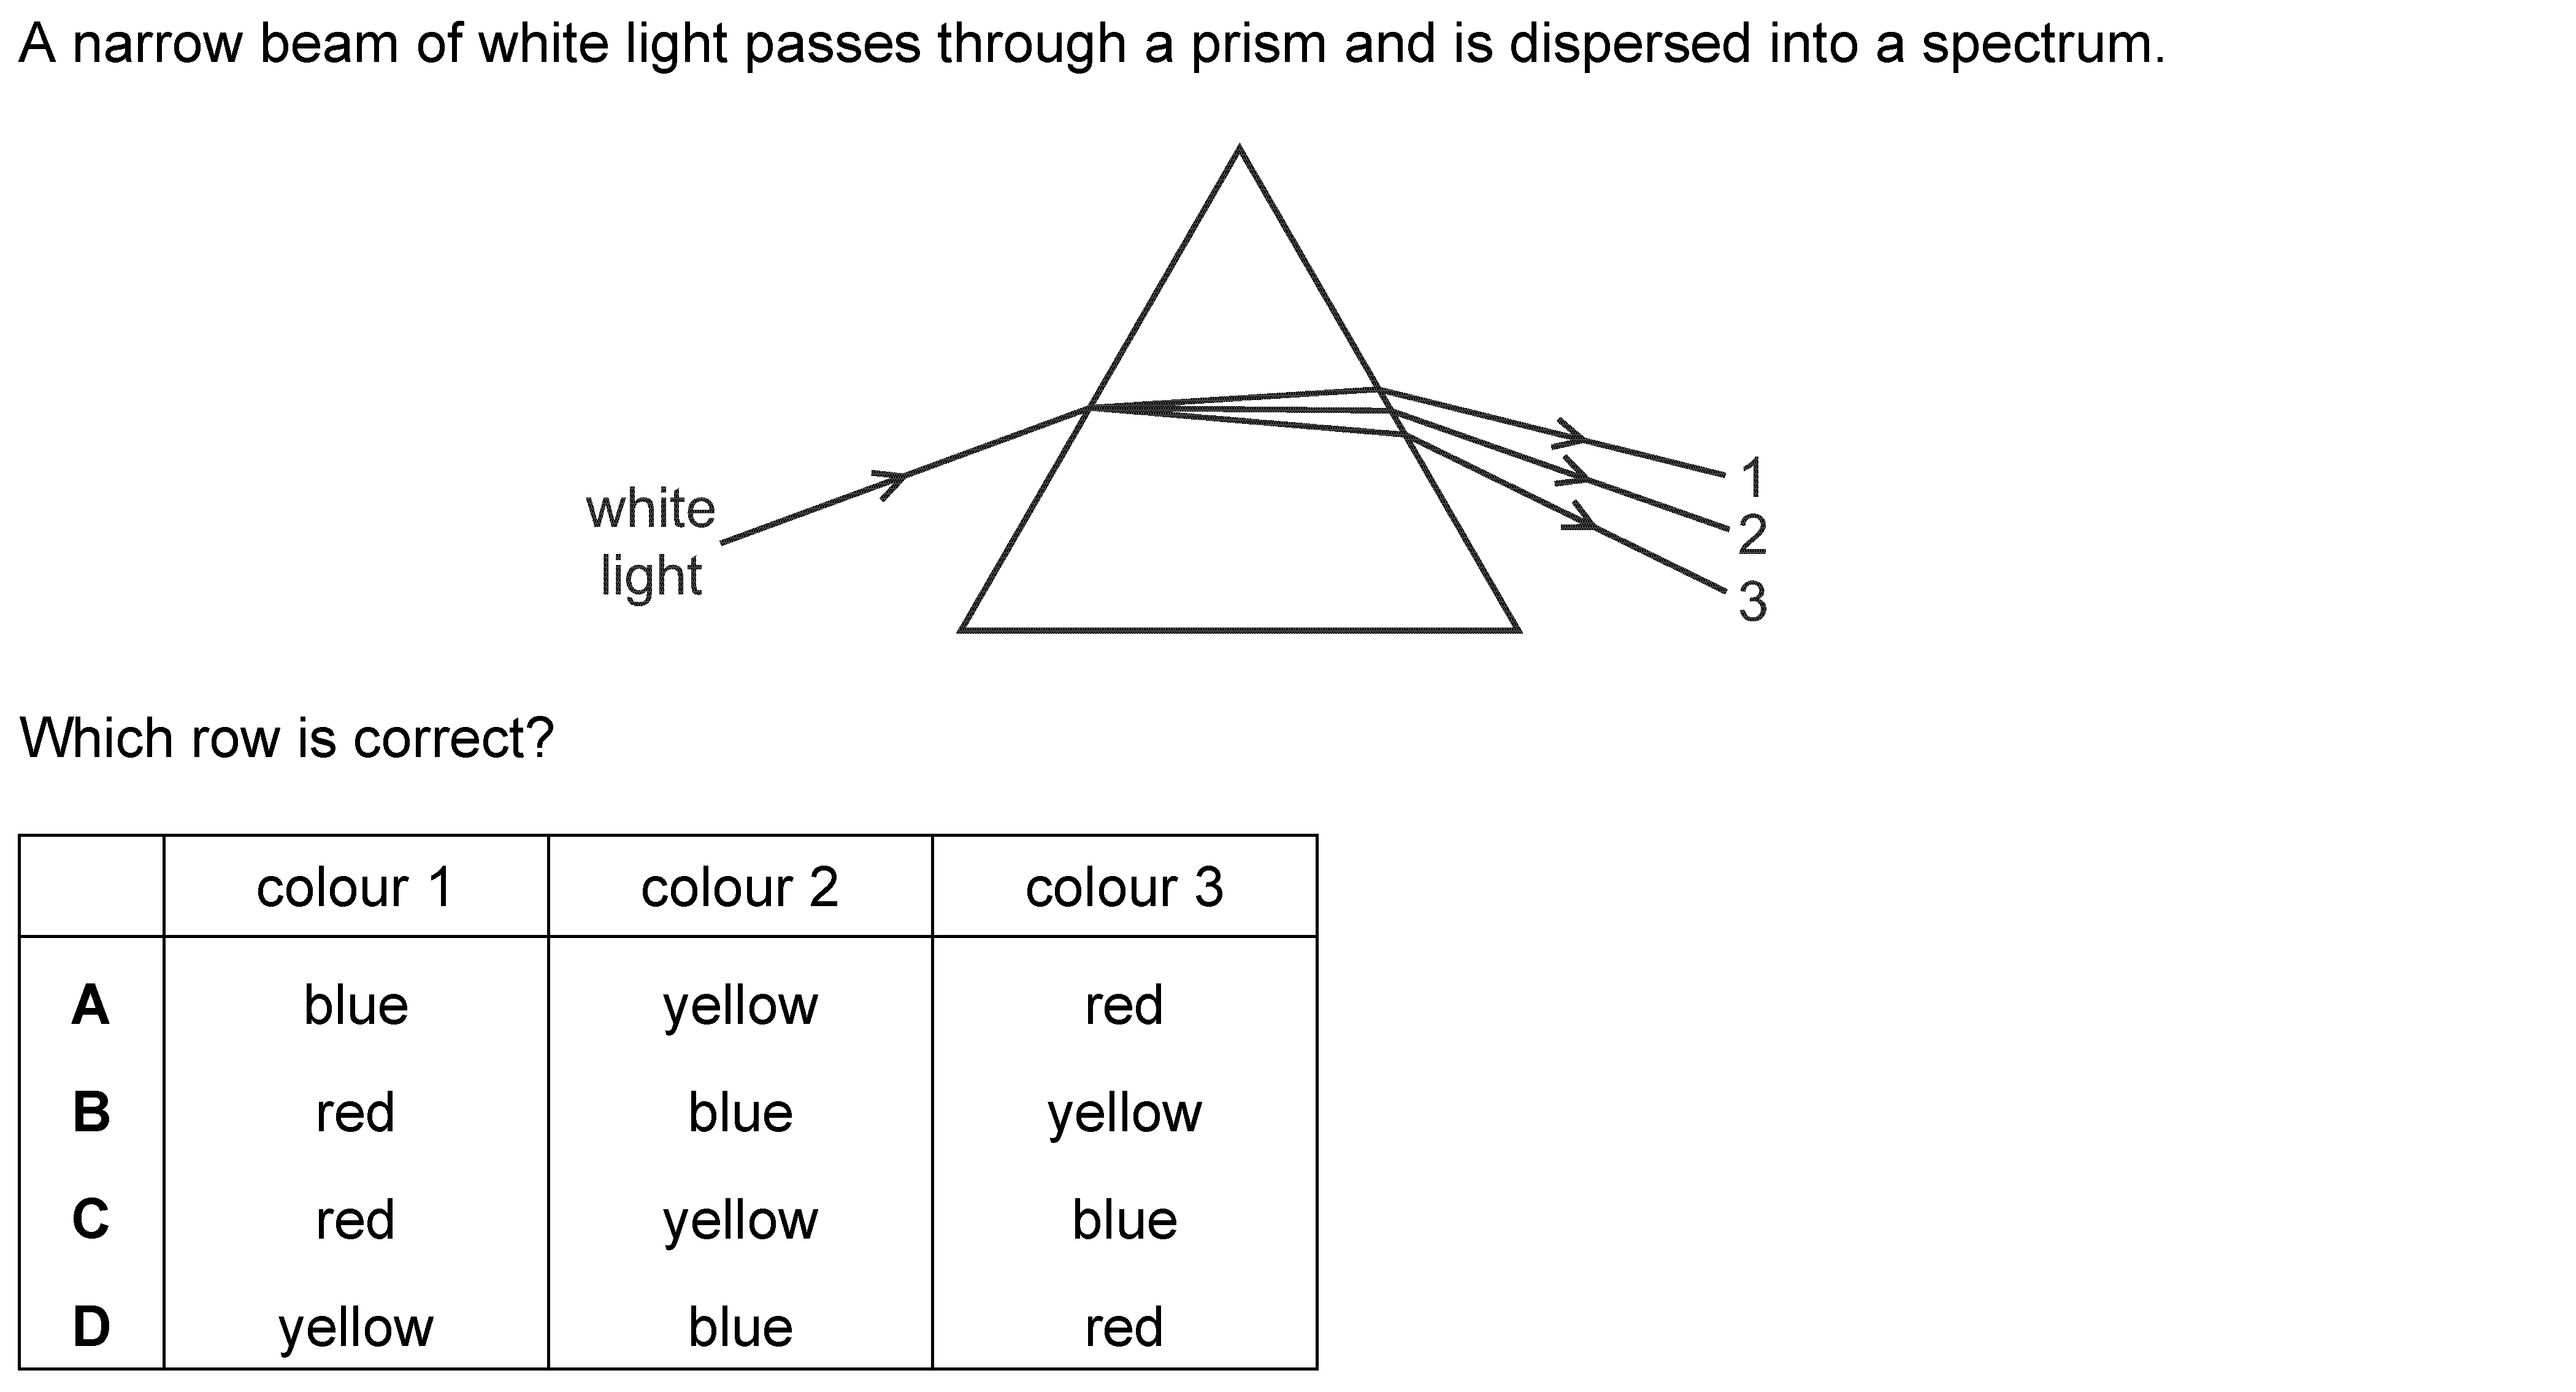 A narrow beam of white light passes through a prism and is dispersed into a spectrum.
white
light
1
2
3
Which row is correct?
colour 1 colour 2 colour 3
A blue yellow red
B red blue yellow
C red yellow blue
D yellow blue red